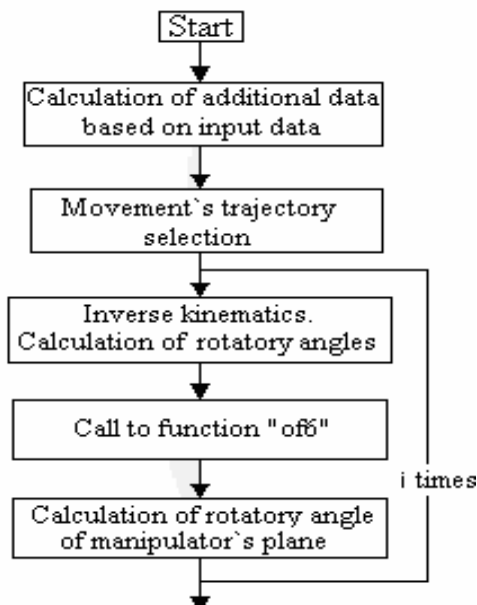 Start
Calculation of additional data
based on input data
Movement`s trajectory
selection
Inverse kinematics.
Calculation of rotatory angles
Call to function "
i times
Calculation of rotatory angle
of manipulator`s plane